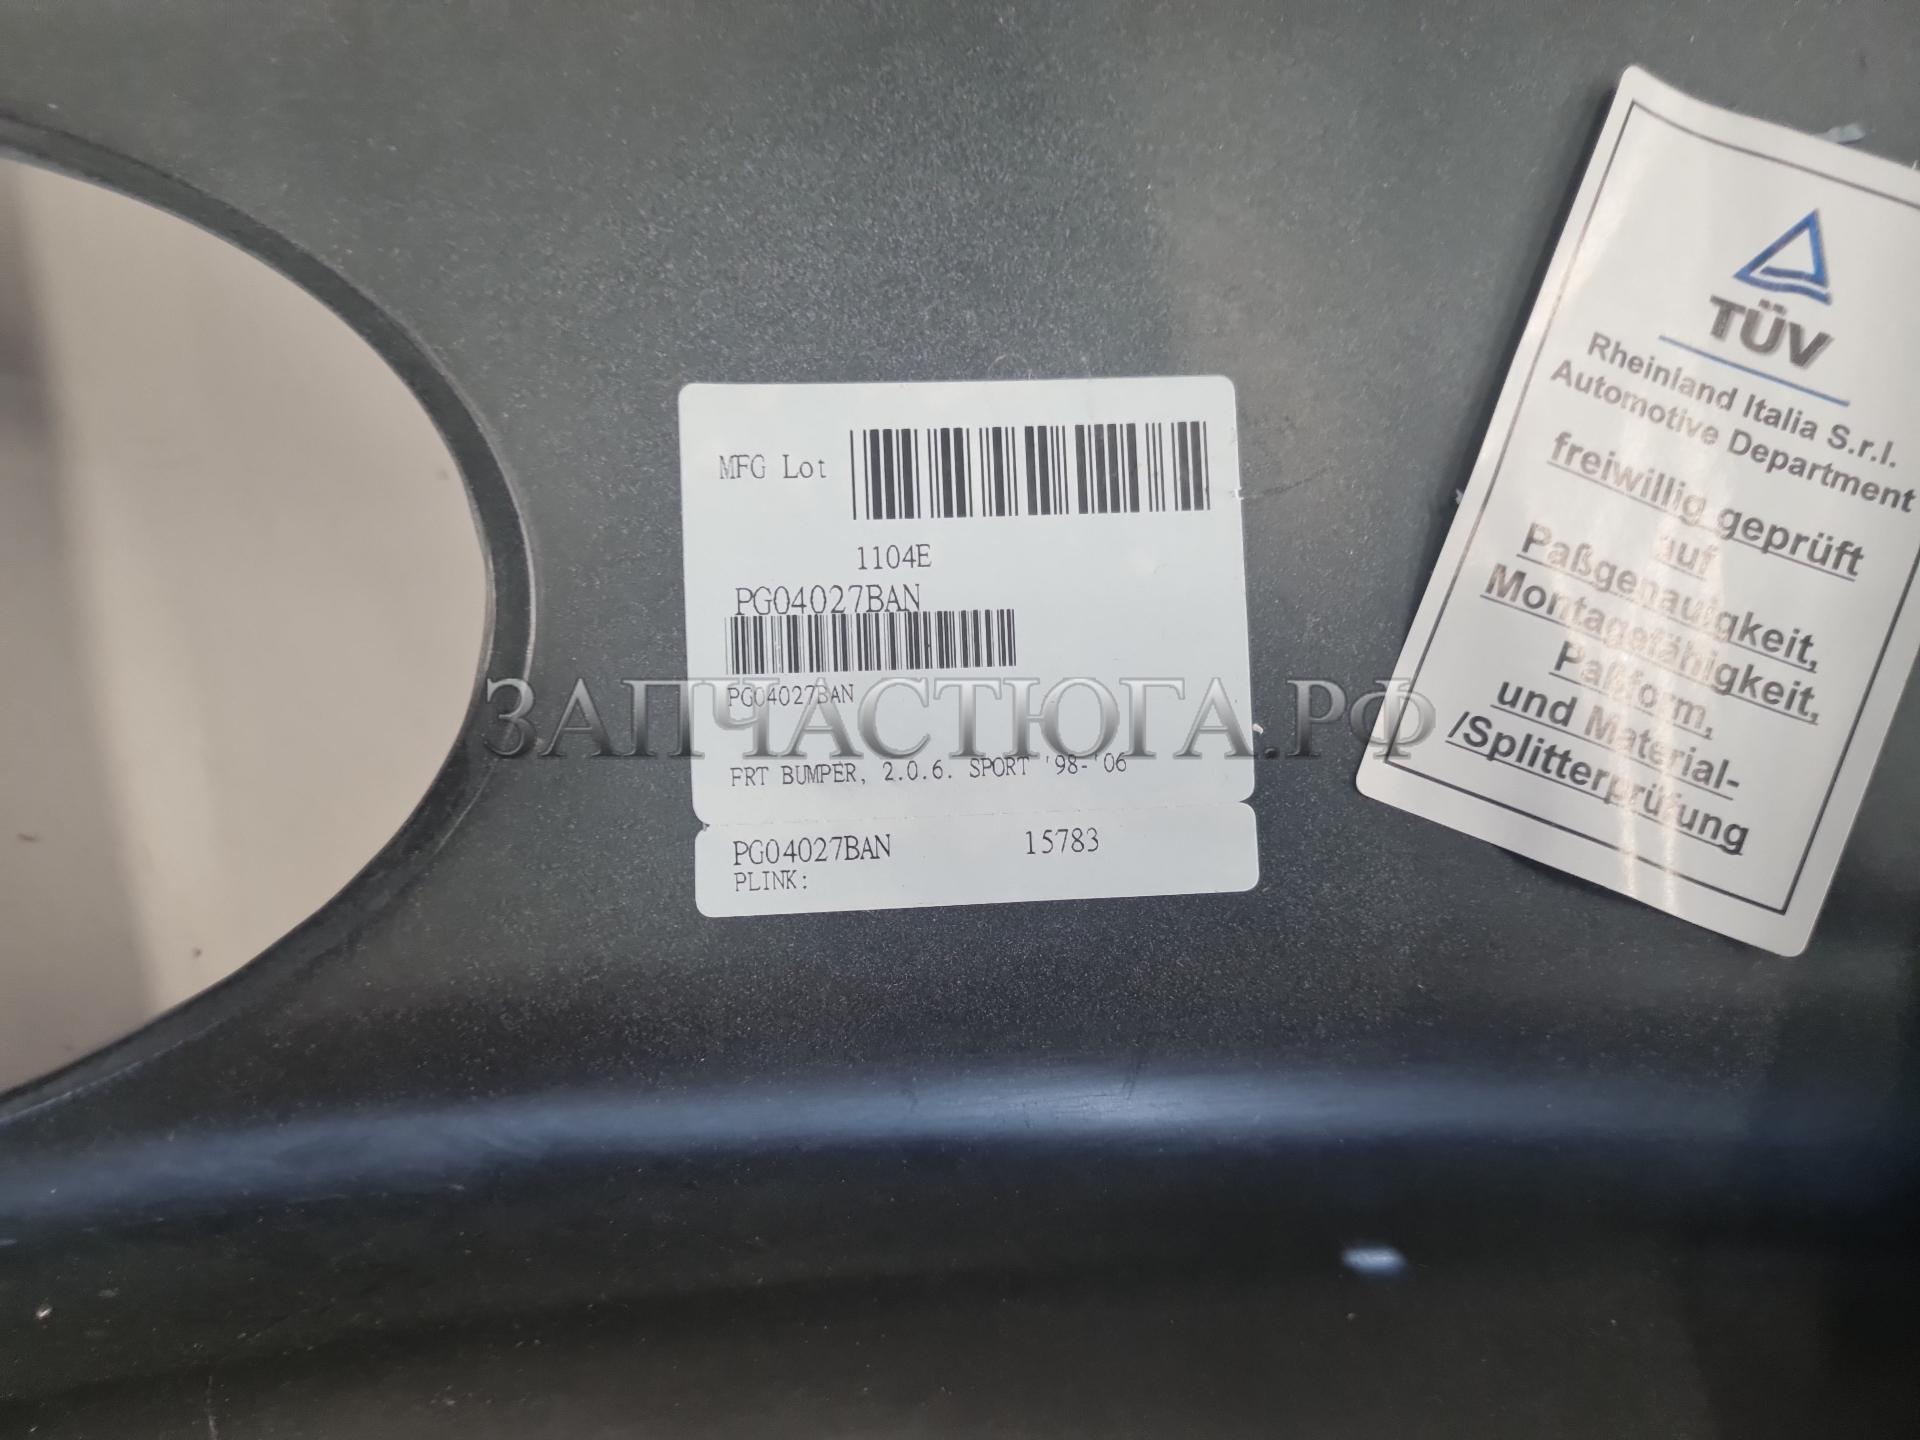 MFG Lot
1104E
PG04027BAN
PG04027BAN
FRT BUMPER, 2.0.6. SPORT '98-'06
PG04027BAN 15783
PLINK:
TÜV
Rheinland Italia S.r.l.
Automotive Department
freiwillig geprüft
auf
Paßgenauigkeit,
Montagefähigkeit,
Paßform,
und Material-
/Splitterprüfung
ЗАПЧАСТЮГА.РФ